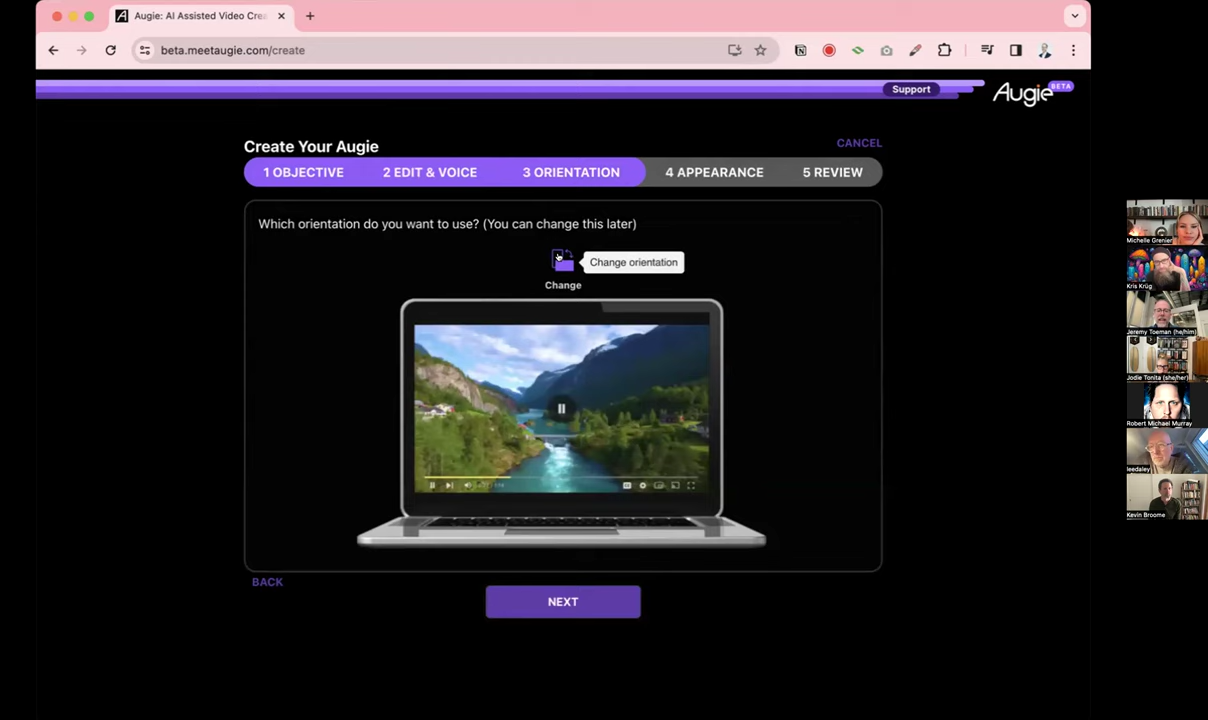 Augie: AI Assisted Video Crea
beta.meetaugie.com/create
Support
Augie BETA
Create Your Augie
CANCEL
1 OBJECTIVE
2 EDIT & VOICE
3 ORIENTATION
4 APPEARANCE
5 REVIEW
Which orientation do you want to use? (You can change this later)
Change orientation
Change
BACK
NEXT
Michelle Grenier
Kris Krüg
Jeremy Toeman (he/him)
Jodie Tonita (she/her)
Robert Michael Murray
leedaley
Kevin Broome